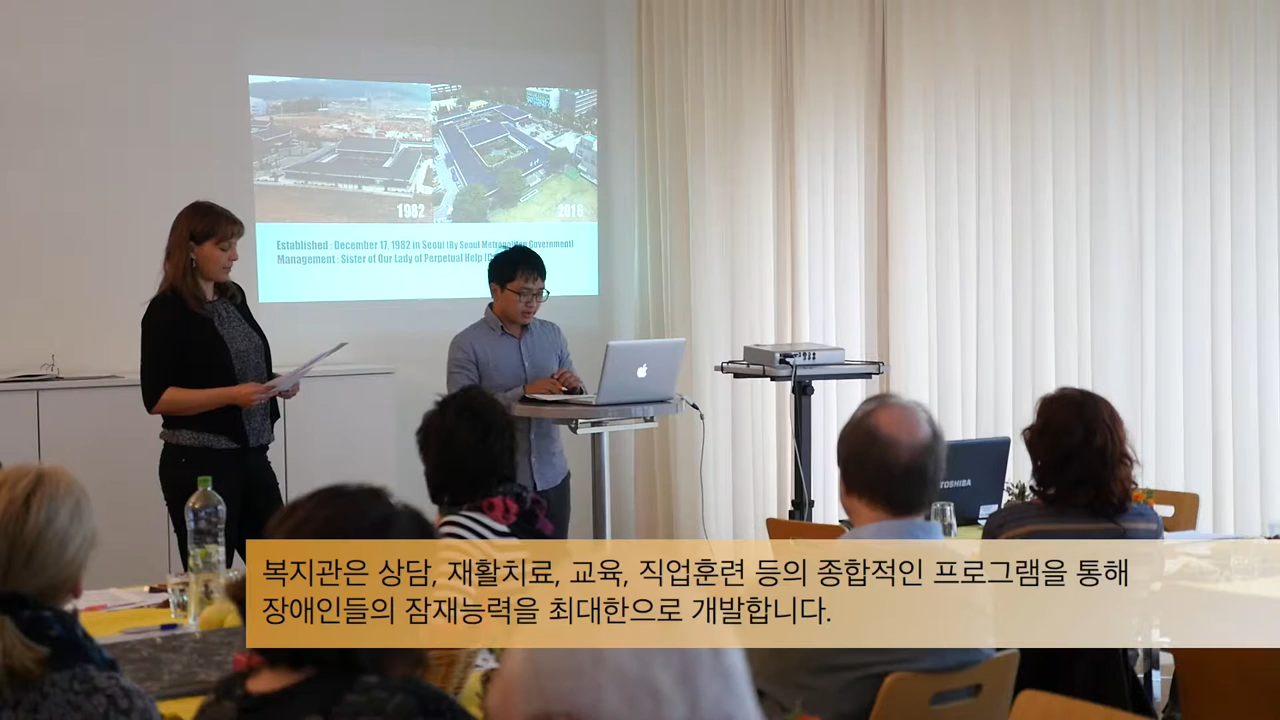 1982
2016
Established : December 17, 1982 in Seoul (By Seoul Metropolitan Government)
Management : Sister of Our Lady of Perpetual Help
TOSHIBA
복지관은 상담, 재활치료, 교육, 직업훈련 등의 종합적인 프로그램을 통해
장애인들의 잠재능력을 최대한으로 개발합니다.